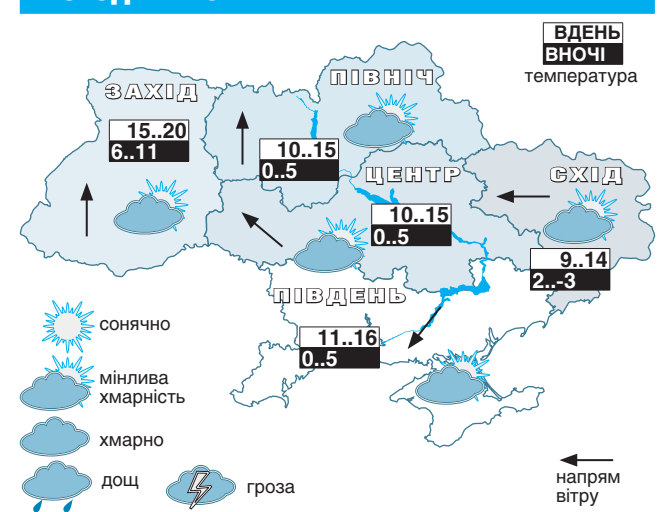 ВДЕНЬ
ВНОЧІ
температура
ПІВНІЧ
ЗАХІД
15..20
6..11
10..15
0..5
ЦЕНТР
СХІД
10..15
0..5
9..14
2..-3
ПІВДЕНЬ
11..16
0..5
сонячно
мінлива
хмарність
хмарно
дощ
гроза
напрям
вітру